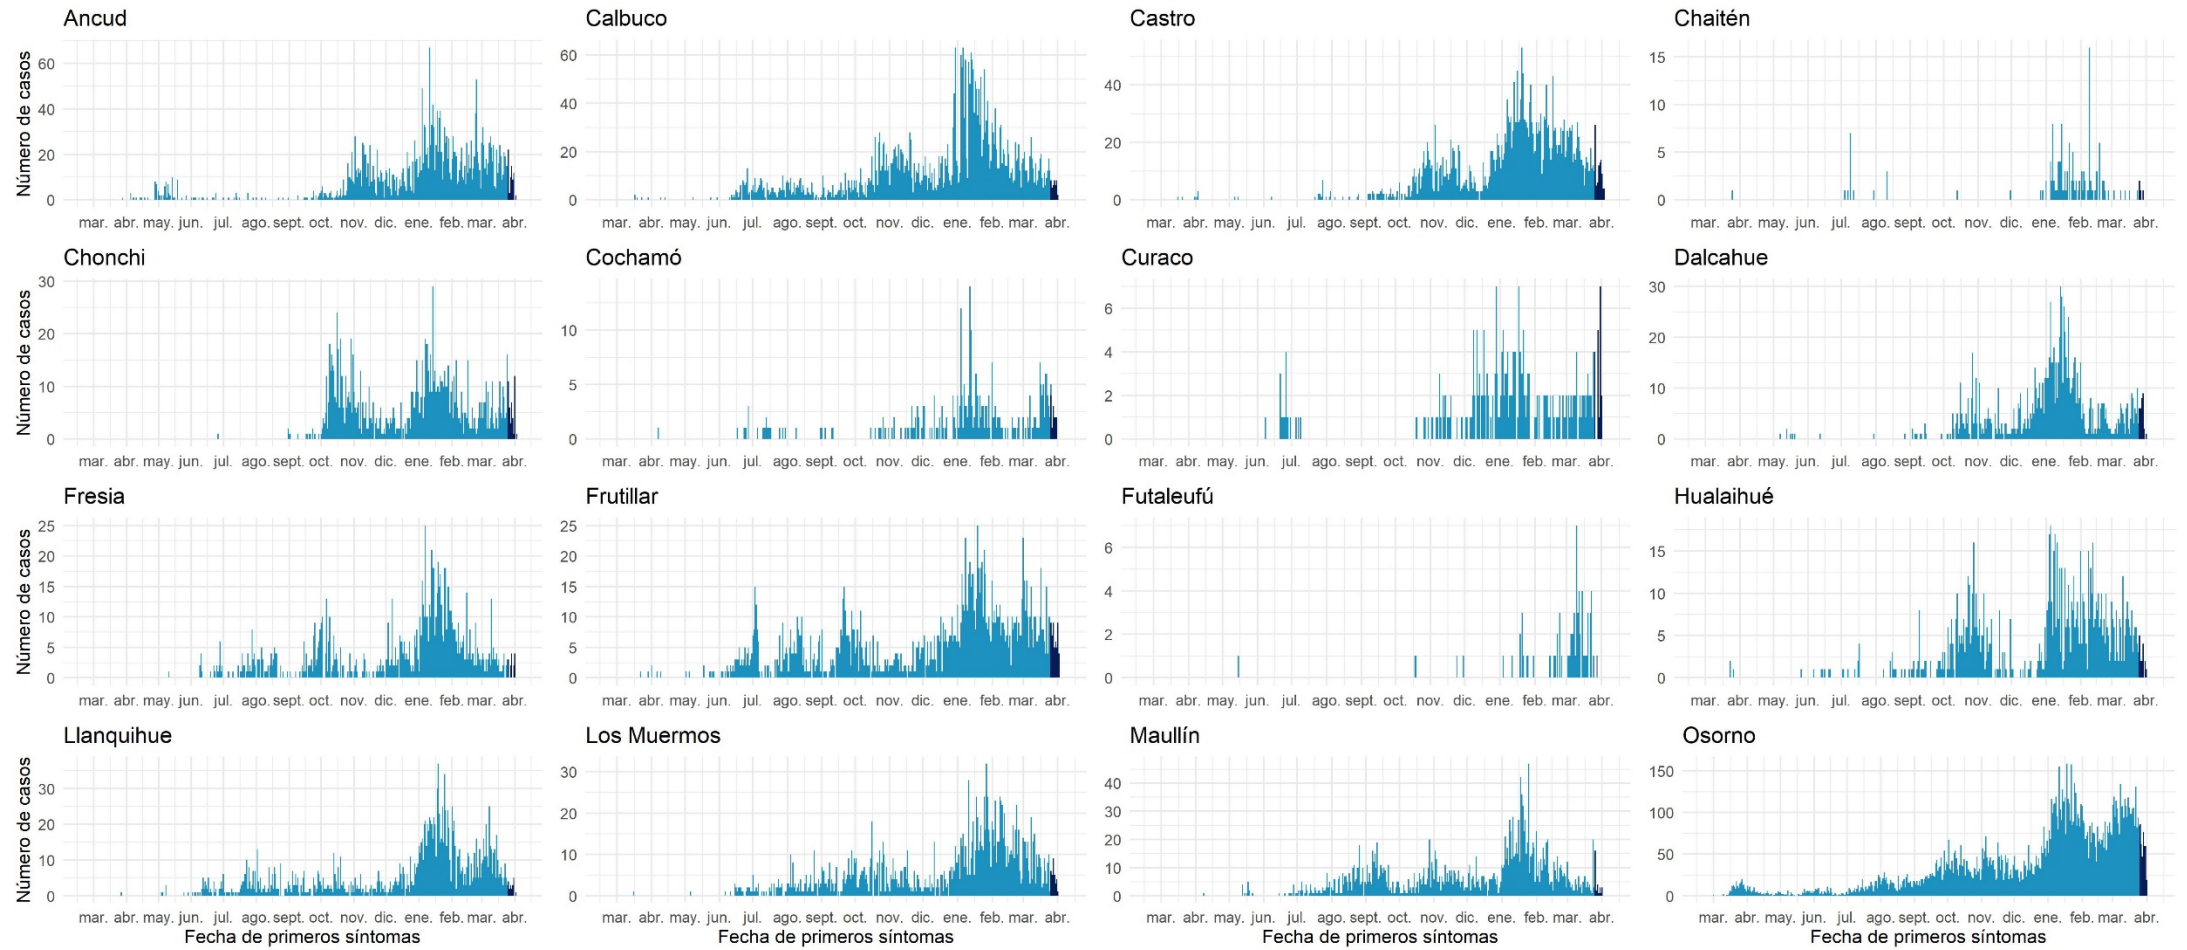 Ancud
Calbuco
Castro
Chaitén
Número de casos
60
40
20
0
60
40
20
0
40
20
0
15
10
5
0
mar. abr. may. jun. jul. ago. sept. oct. nov. dic. ene. feb. mar. abr.
mar. abr. may. jun. jul. ago. sept. oct. nov. dic. ene. feb. mar. abr.
mar. abr. may. jun. jul. ago. sept. oct. nov. dic. ene. feb. mar. abr.
mar. abr. may. jun. jul. ago. sept. oct. nov. dic. ene. feb. mar. abr.
Chonchi
Cochamó
Curaco
Dalcahue
Número de casos
30
20
10
0
10
5
0
6
4
2
0
30
20
10
0
mar. abr. may. jun. jul. ago. sept. oct. nov. dic. ene. feb. mar. abr.
mar. abr. may. jun. jul. ago. sept. oct. nov. dic. ene. feb. mar. abr.
mar. abr. may. jun. jul. ago. sept. oct. nov. dic. ene. feb. mar. abr.
mar. abr. may. jun. jul. ago. sept. oct. nov. dic. ene. feb. mar. abr.
Fresia
Frutillar
Futaleufú
Hualaihué
Número de casos
25
20
15
10
5
0
25
20
15
10
5
0
6
4
2
0
15
10
5
0
mar. abr. may. jun. jul. ago. sept. oct. nov. dic. ene. feb. mar. abr.
mar. abr. may. jun. jul. ago. sept. oct. nov. dic. ene. feb. mar. abr.
mar. abr. may. jun. jul. ago. sept. oct. nov. dic. ene. feb. mar. abr.
mar. abr. may. jun. jul. ago. sept. oct. nov. dic. ene. feb. mar. abr.
Llanquihue
Los Muermos
Maullín
Osorno
Número de casos
30
20
10
0
30
20
10
0
40
30
20
10
0
150
100
50
0
mar. abr. may. jun. jul. ago. sept. oct. nov. dic. ene. feb. mar. abr.
mar. abr. may. jun. jul. ago. sept. oct. nov. dic. ene. feb. mar. abr.
mar. abr. may. jun. jul. ago. sept. oct. nov. dic. ene. feb. mar. abr.
mar. abr. may. jun. jul. ago. sept. oct. nov. dic. ene. feb. mar. abr.
Fecha de primeros síntomas
Fecha de primeros síntomas
Fecha de primeros síntomas
Fecha de primeros síntomas